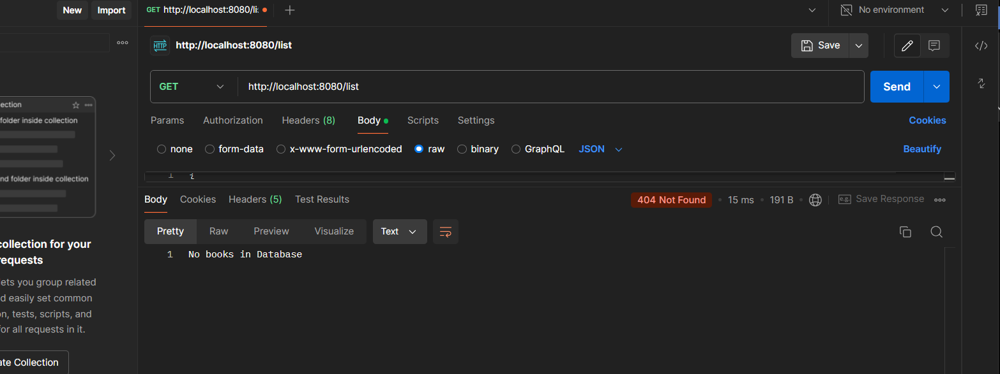 New Import GET http://localhost:8080/li No environment
HTTP http://localhost:8080/list Save
GET http://localhost:8080/list Send
Params Authorization Headers (8) Body Scripts Settings Cookies
none form-data x-www-form-urlencoded raw binary GraphQL JSON Beautify
1 {
Body Cookies Headers (5) Test Results 404 Not Found • 15 ms • 191 B • e.g. Save Response
Pretty Raw Preview Visualize Text
1 No books in Database
ection
folder inside collection
nd folder inside collection
collection for your
requests
ets you group related
d easily set common
on, tests, scripts, and
for all requests in it.
ate Collection